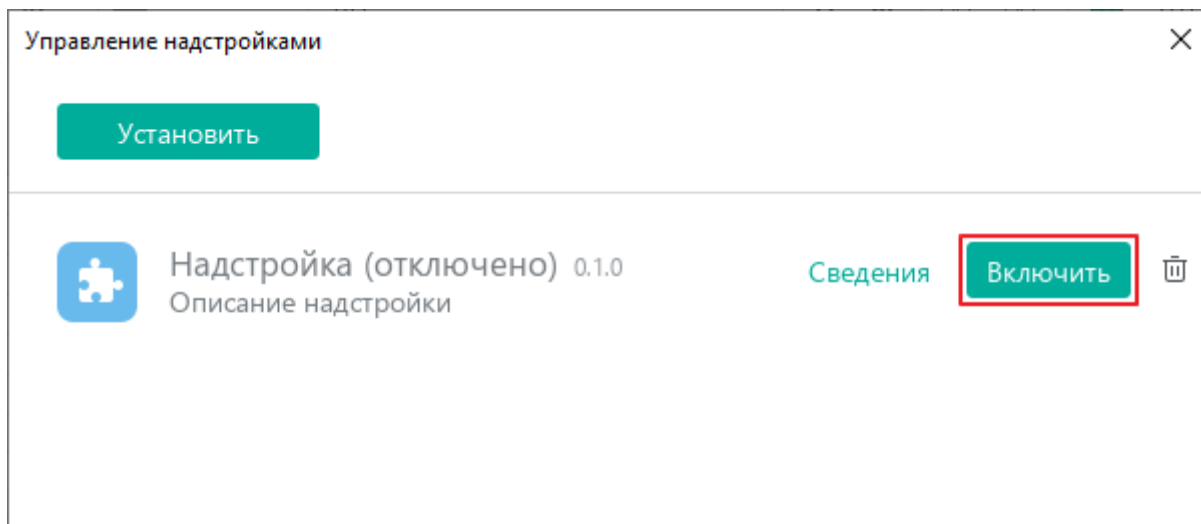 Управление надстройками
Установить
Надстройка (отключено) 0.1.0
Сведения
Включить
Описание надстройки